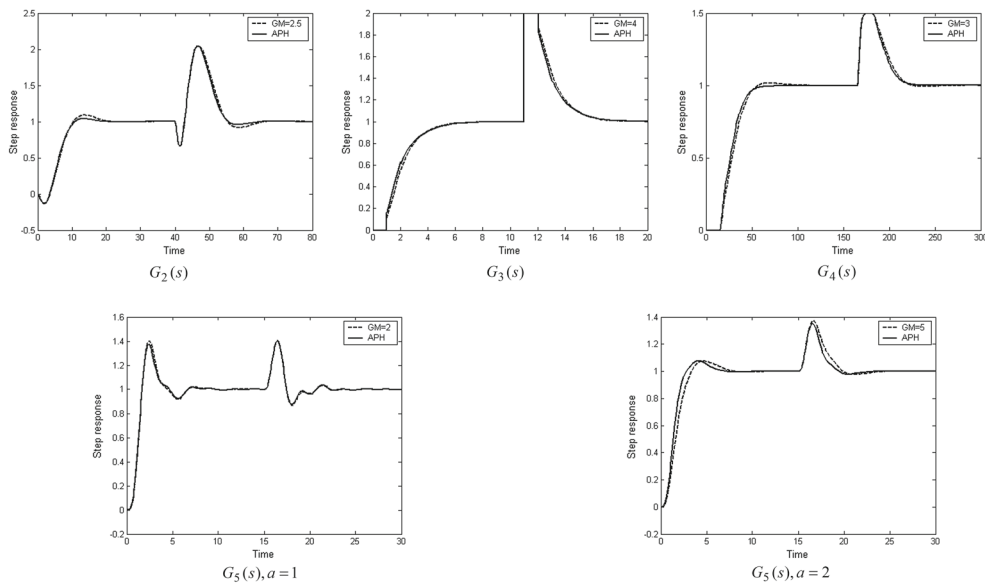 2.5
2
1.5
1
0.5
0
-0.5
0 10 20 30 40 50 60 70 80
Step response
Time
GM=2.5
APH
G₂(s)
2
1.8
1.6
1.4
1.2
1
0.8
0.6
0.4
0.2
0
0 2 4 6 8 10 12 14 16 18 20
Step response
Time
GM=4
APH
G₃(s)
1.5
1
1.5
0
0 50 100 150 200 250 300
Step response
Time
GM=3
APH
G₄(s)
1.6
1.4
1.2
1
0.8
0.6
0.4
0.2
0
-0.2
0 5 10 15 20 25 30
Step response
Time
GM=2
APH
G₅(s), a = 1
1.4
1.2
1
0.8
0.6
0.4
0.2
0
-0.2
0 5 10 15 20 25 30
Step response
Time
GM=5
APH
G₅(s), a = 2